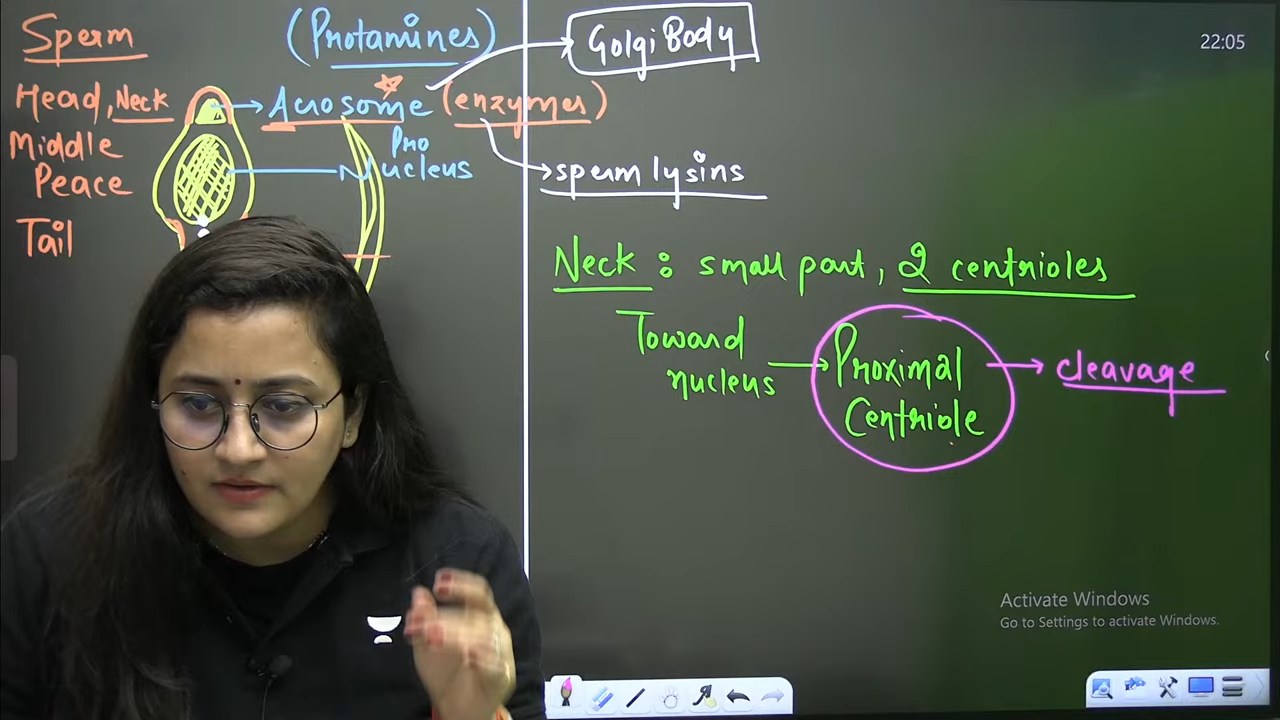 Sperm
(Protamines)
Golgi Body
22:05
Head, Neck
Acrosome (enzymes)
Middle
Peace
Pro
Nucleus
sperm lysins
Tail
Neck : small part, 2 centrioles
Toward
nucleus
Proximal
Centriole
cleavage
Activate Windows
Go to Settings to activate Windows.